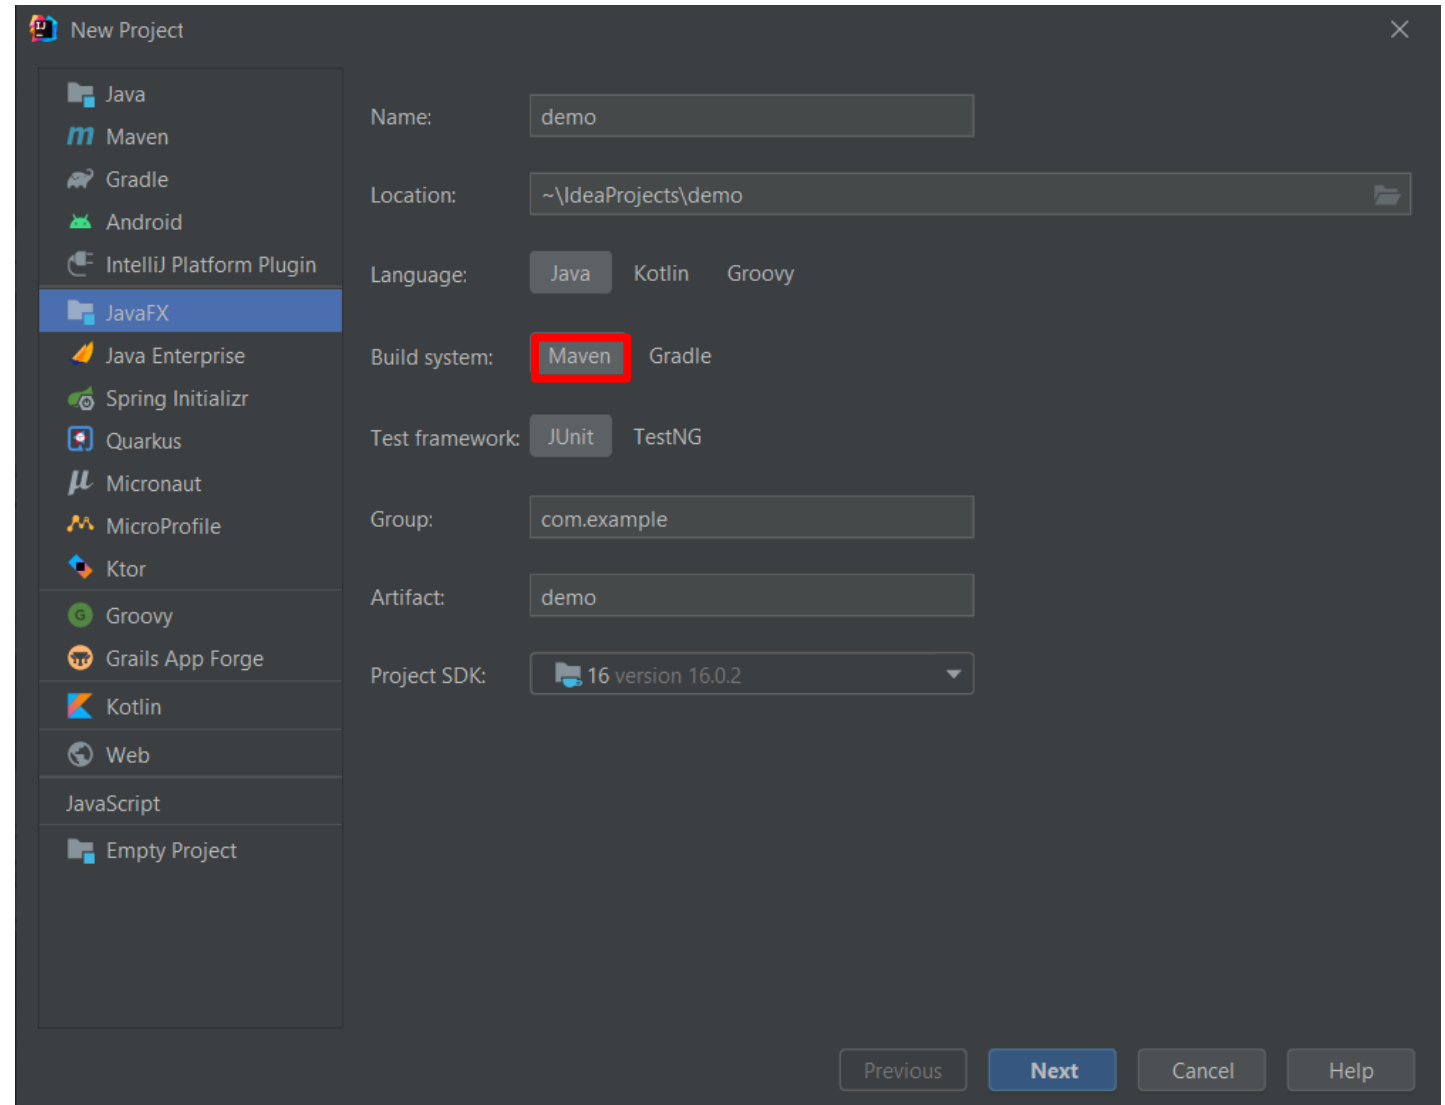 New Project
Java
Maven
Gradle
Android
IntelliJ Platform Plugin
JavaFX
Java Enterprise
Spring Initializr
Quarkus
Micronaut
MicroProfile
Ktor
Groovy
Grails App Forge
Kotlin
Web
JavaScript
Empty Project
Name: demo
Location: ~\IdeaProjects\demo
Language: Java Kotlin Groovy
Build system: Maven Gradle
Test framework: JUnit TestNG
Group: com.example
Artifact: demo
Project SDK: 16 version 16.0.2
Previous Next Cancel Help